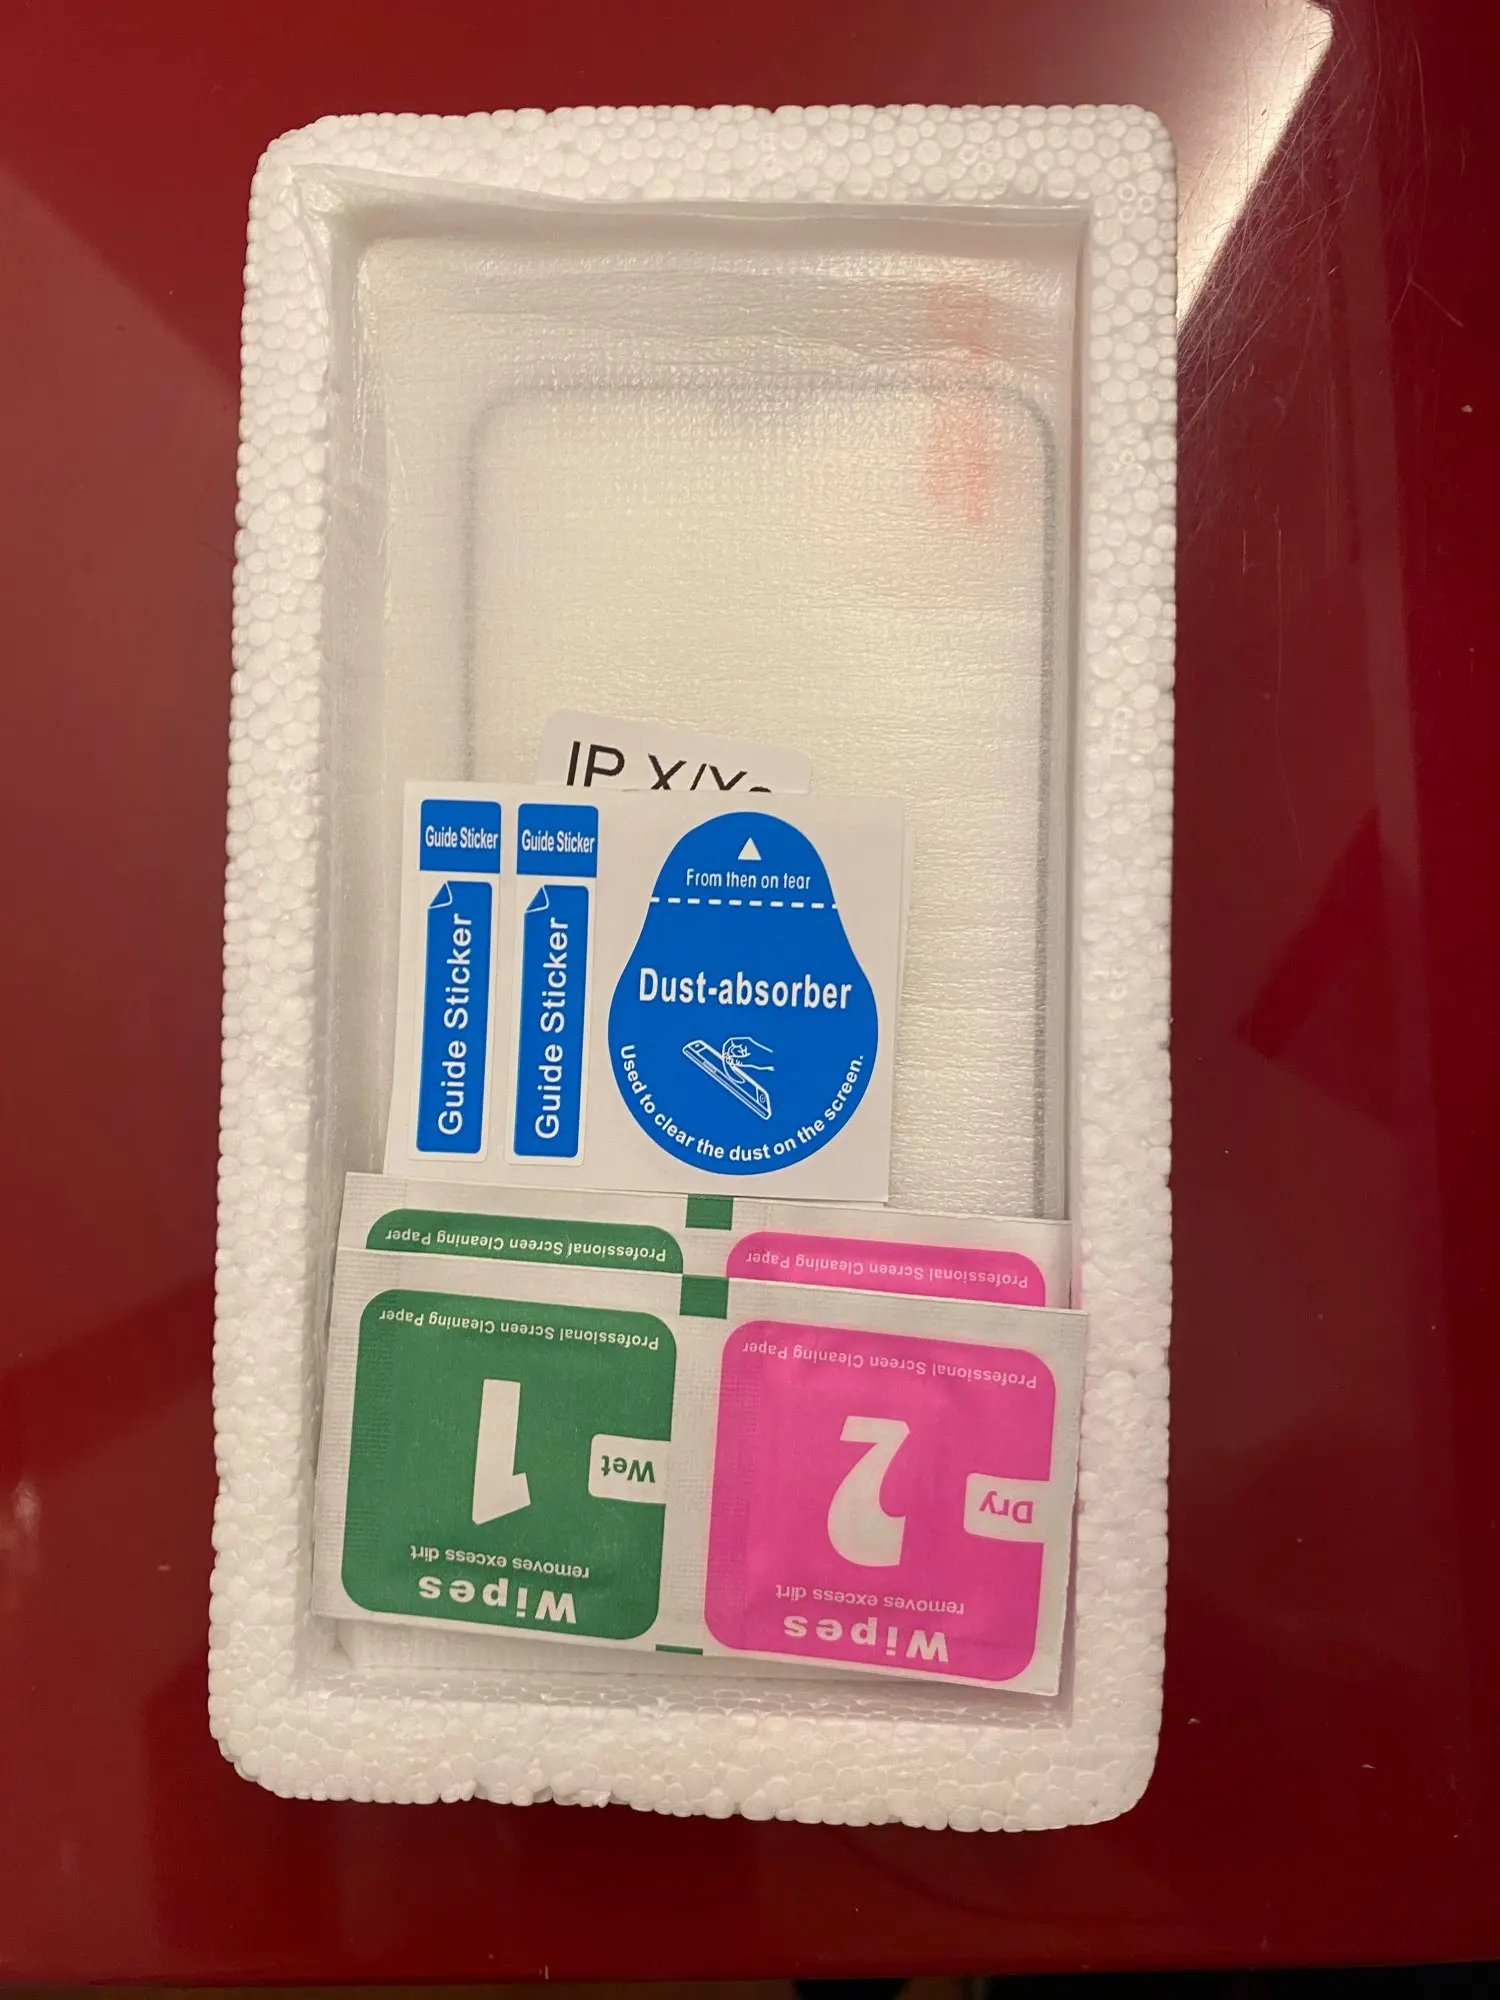 IP X/Xs
Guide Sticker
Guide Sticker
Guide Sticker
Guide Sticker
From then on tear
Dust-absorber
Used to clear the dust on the screen.
Professional Screen Cleaning Paper
Professional Screen Cleaning Paper
Wipes
removes excess dirt
1
Wet
Professional Screen Cleaning Paper
Wipes
removes excess dirt
2
Dry
Professional Screen Cleaning Paper